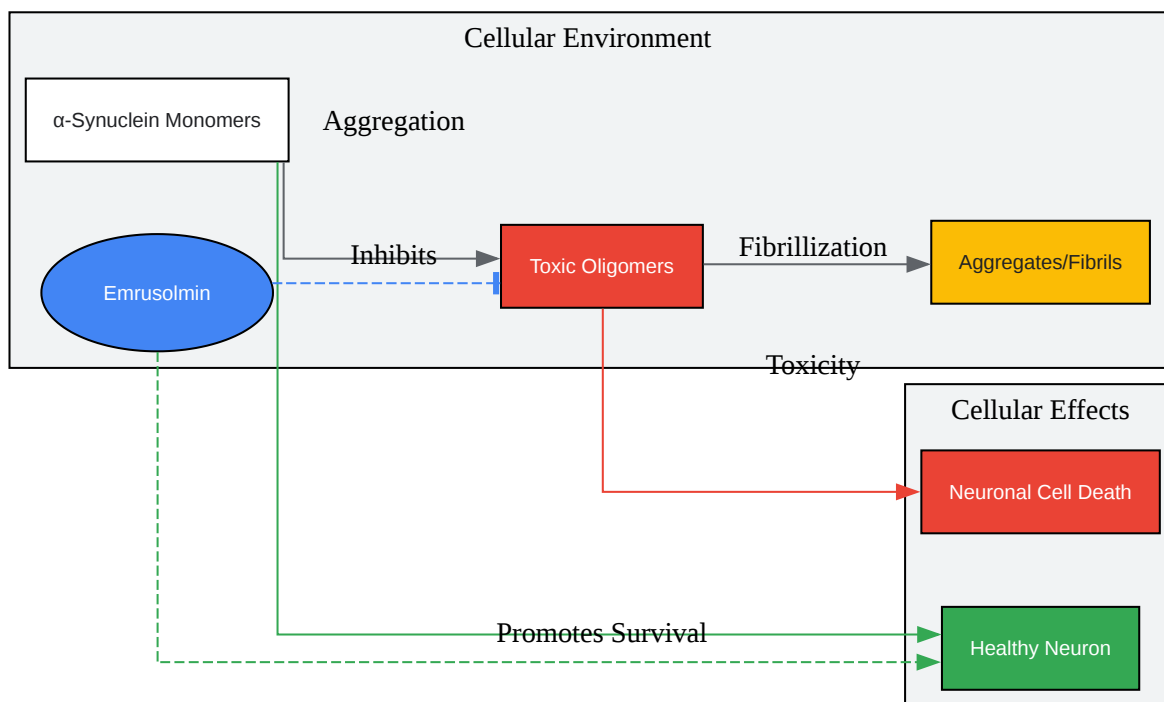 Cellular Environment
α-Synuclein Monomers
Aggregation
Inhibits
Fibrillization
Toxic Oligomers
Aggregates/Fibrils
Emrusolmin
Toxicity
Cellular Effects
Neuronal Cell Death
Promotes Survival
Healthy Neuron